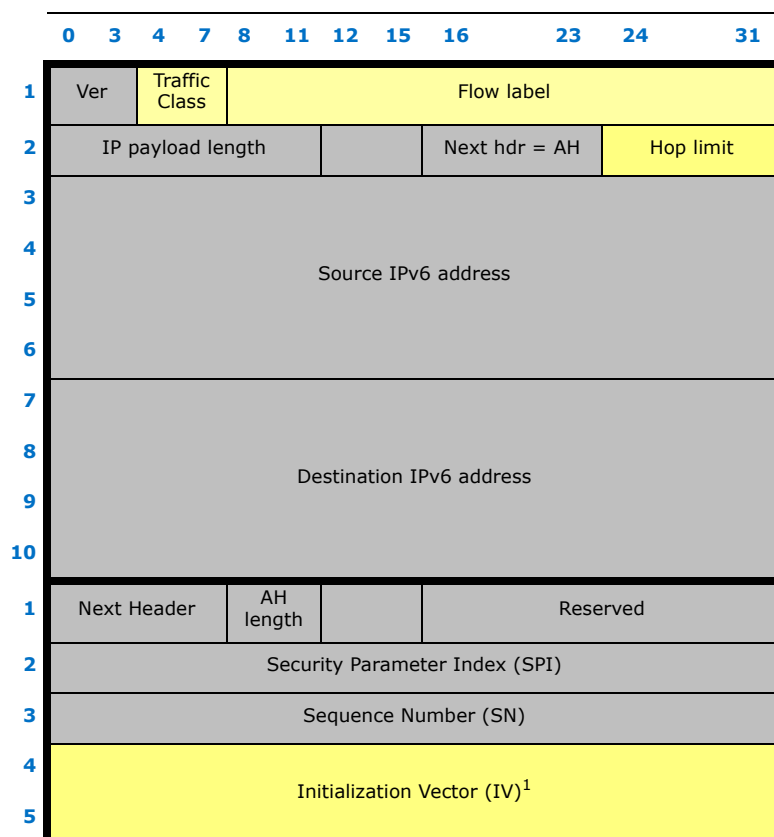 0 3 4 7 8 11 12 15 16 23 24 31
1 Ver Traffic Class Flow label
2 IP payload length Next hdr = AH Hop limit
3
4
Source IPv6 address
5
6
7
8
Destination IPv6 address
9
10
1 Next Header AH length Reserved
2 Security Parameter Index (SPI)
3 Sequence Number (SN)
4
Initialization Vector (IV)1
5